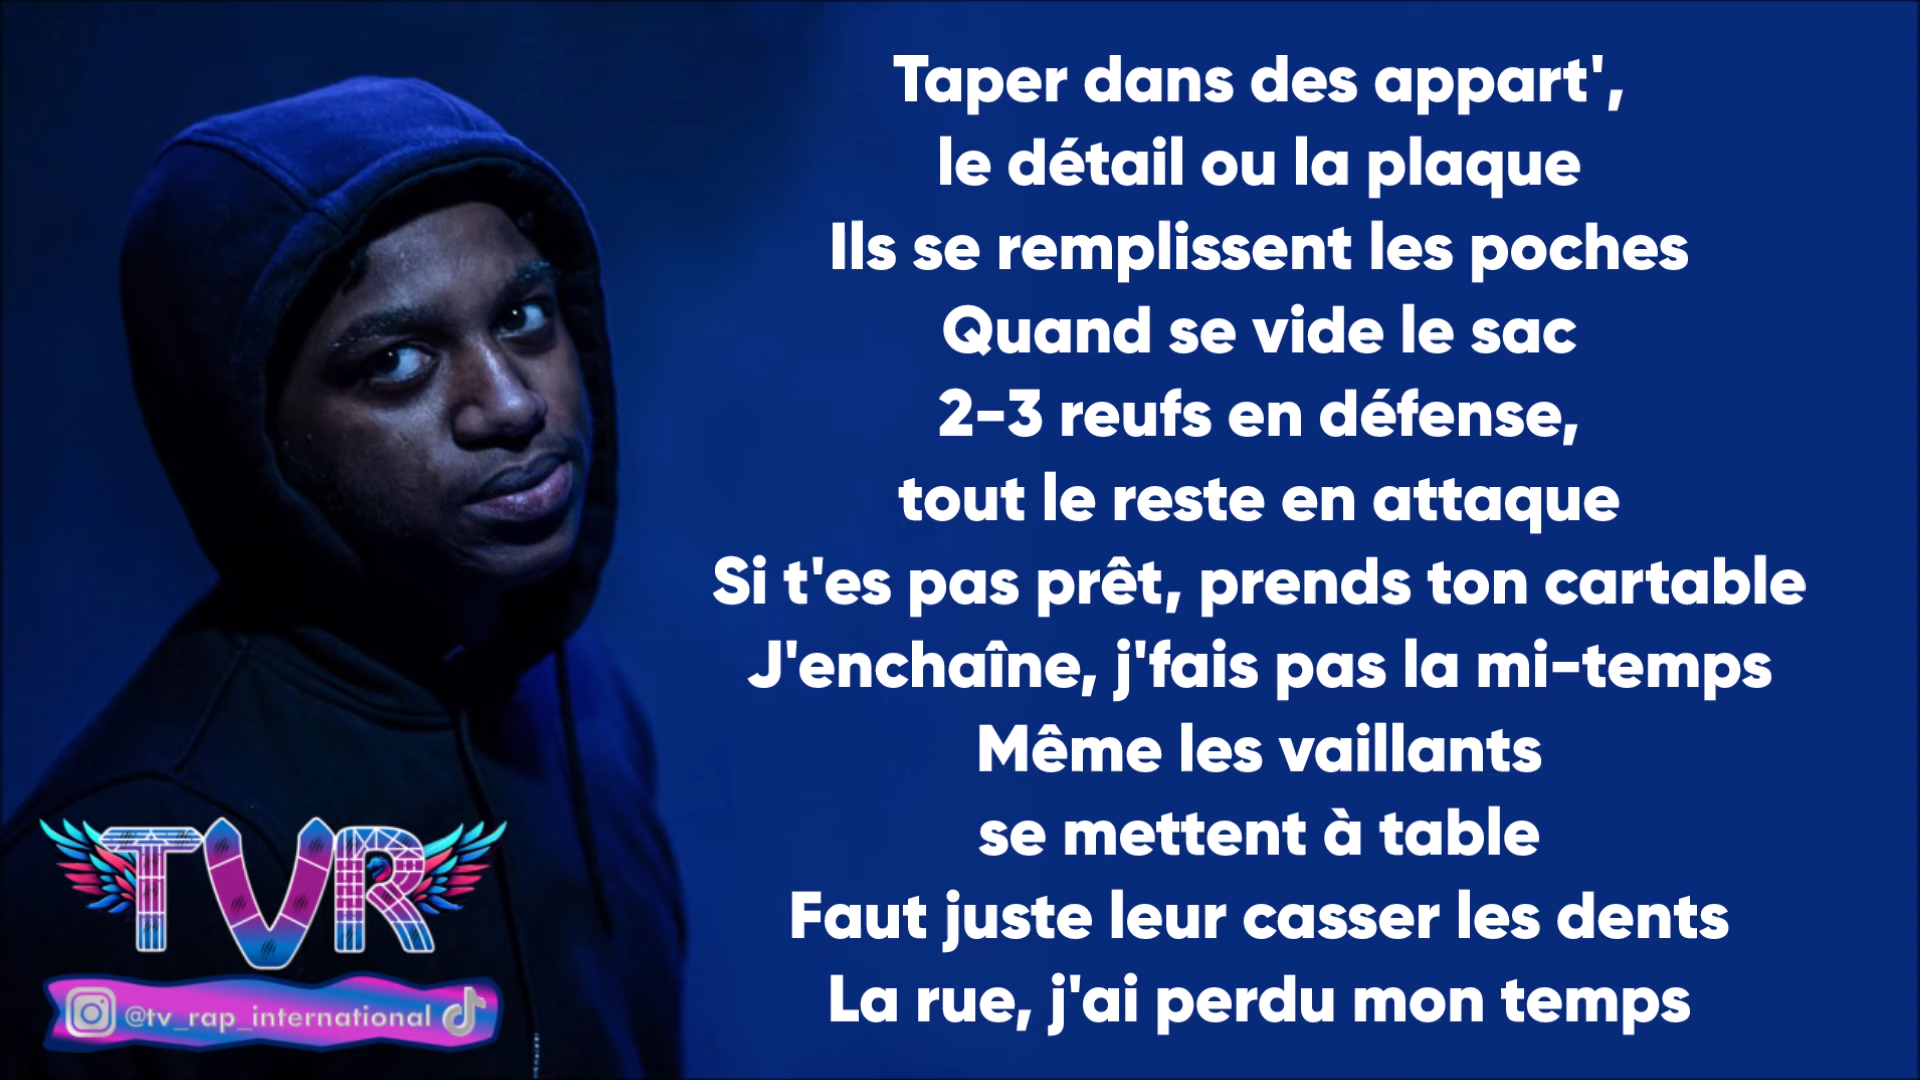 Taper dans des appart',
le détail ou la plaque
Ils se remplissent les poches
Quand se vide le sac
2-3 reufs en défense,
tout le reste en attaque
Si t'es pas prêt, prends ton cartable
J'enchaîne, j'fais pas la mi-temps
Même les vaillants
se mettent à table
Faut juste leur casser les dents
La rue, j'ai perdu mon temps
TVR
@tv_rap_international